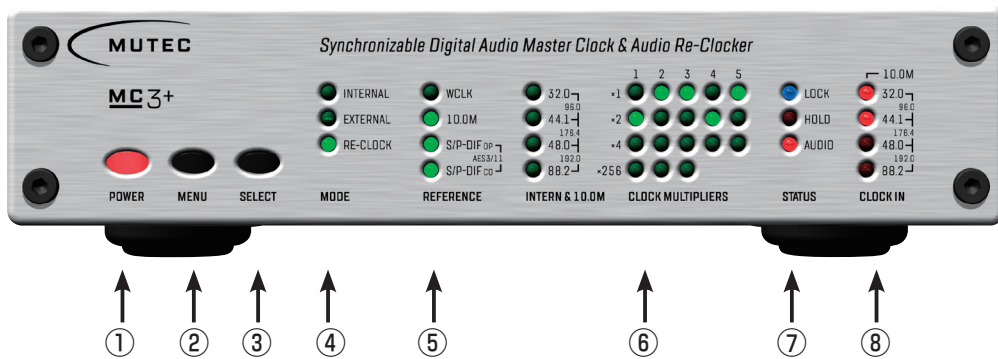 MUTEC
Synchronizable Digital Audio Master Clock & Audio Re-Clocker
MC3+
INTERNAL
EXTERNAL
RE-CLOCK
WCLK
10.0M
S/P-DIF OP
AES3/11
S/P-DIF CO
32.0
96.0
44.1
176.4
48.0
192.0
88.2
1 2 3 4 5
×1
×2
×4
×256
LOCK
HOLD
AUDIO
10.0M
32.0
96.0
44.1
176.4
48.0
192.0
88.2
POWER MENU SELECT MODE REFERENCE INTERN & 10.0M CLOCK MULTIPLIERS STATUS CLOCK IN
① ② ③ ④ ⑤ ⑥ ⑦ ⑧